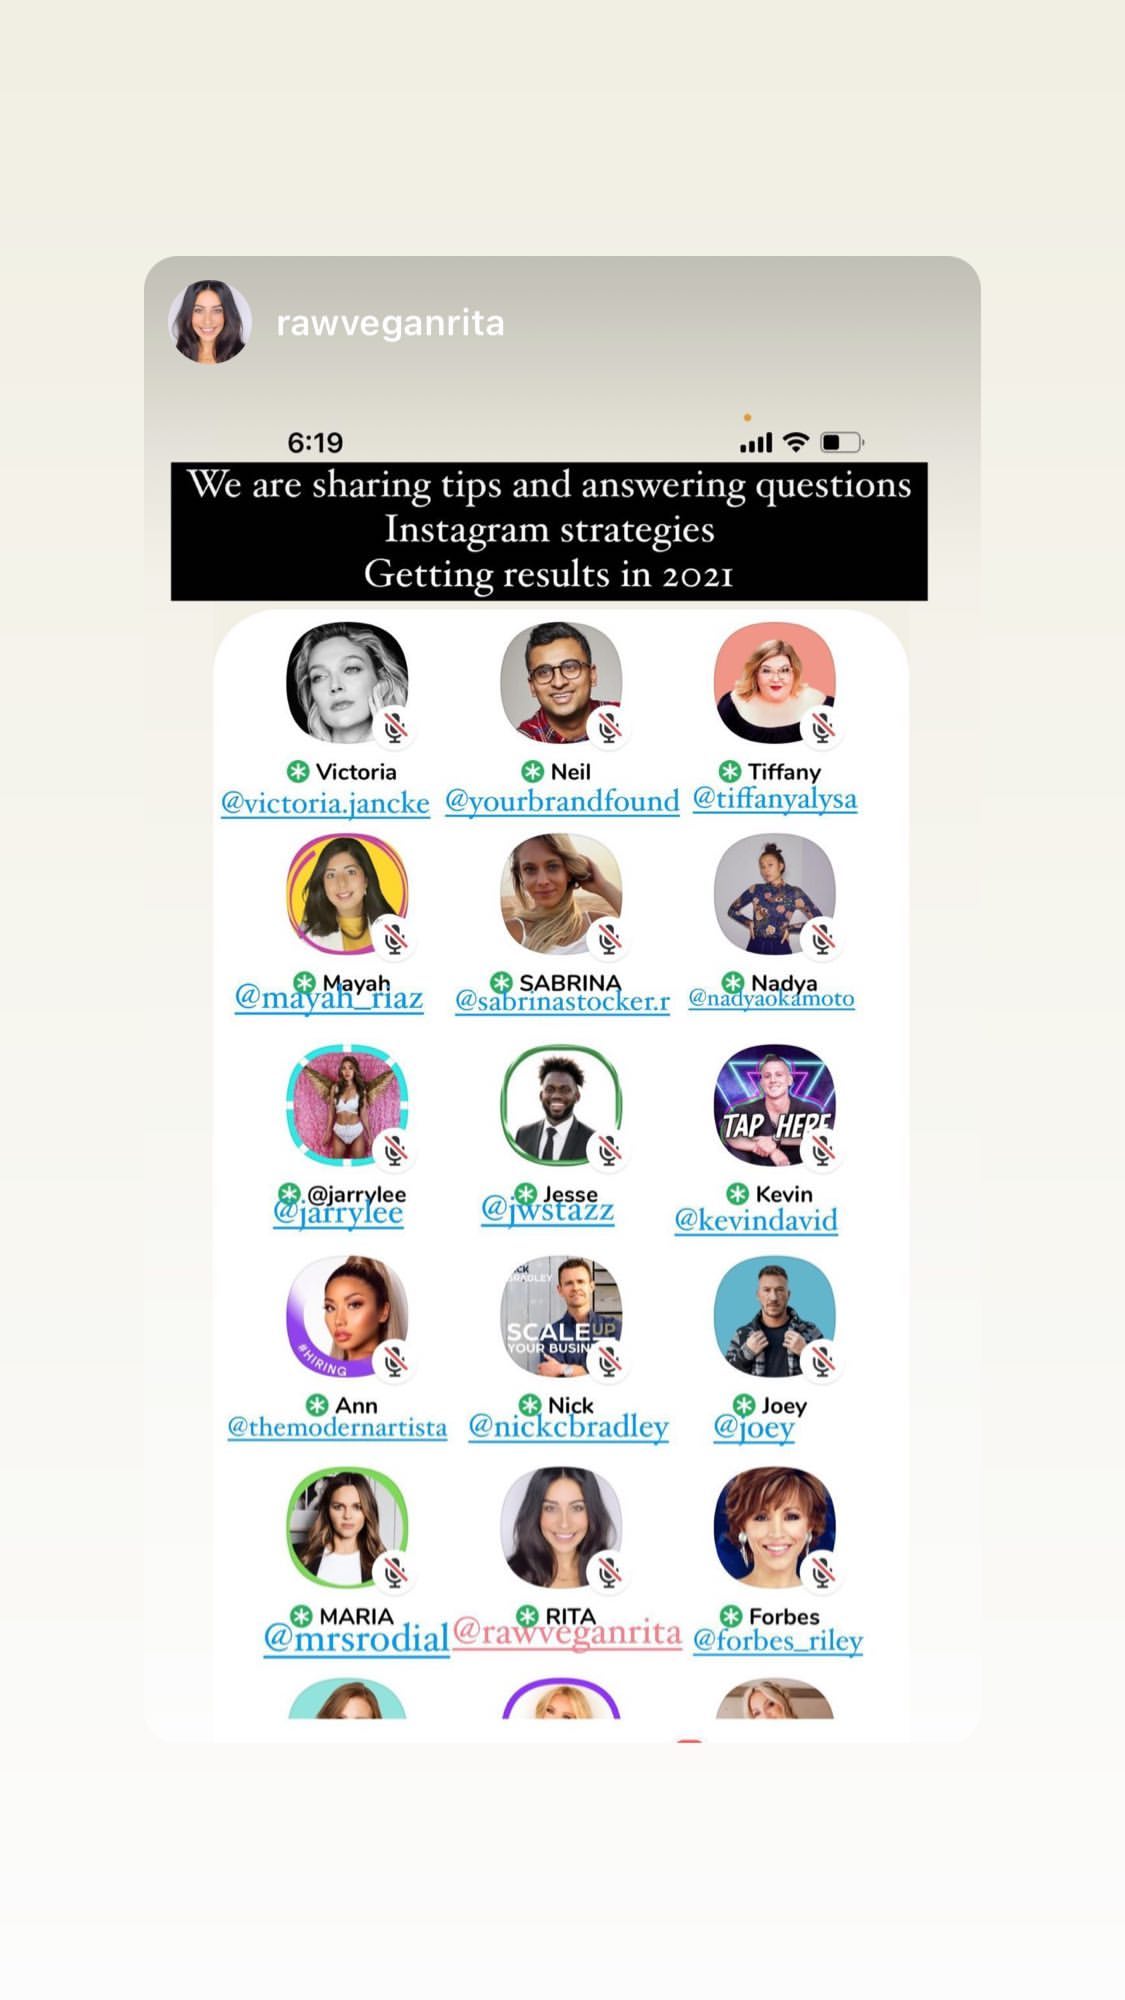 rawveganrita
6:19
We are sharing tips and answering questions
Instagram strategies
Getting results in 2021
Victoria Neil Tiffany
@victoria.jancke @yourbrandfound @tiffanyalysa
Mayah SABRINA Nadya
@mayah_riaz @sabrinastocker.r @nadyaokamoto
TAP HERE
@jarrylee Jesse Kevin
@jarrylee @jwstazz @kevindavid
#HIRING
BRADLEY
SCALE UP
YOUR BUSIN
Ann Nick Joey
@themodernartista @nickcbradley @joey
MARIA RITA Forbes
@mrsrodial @rawveganrita @forbes_riley